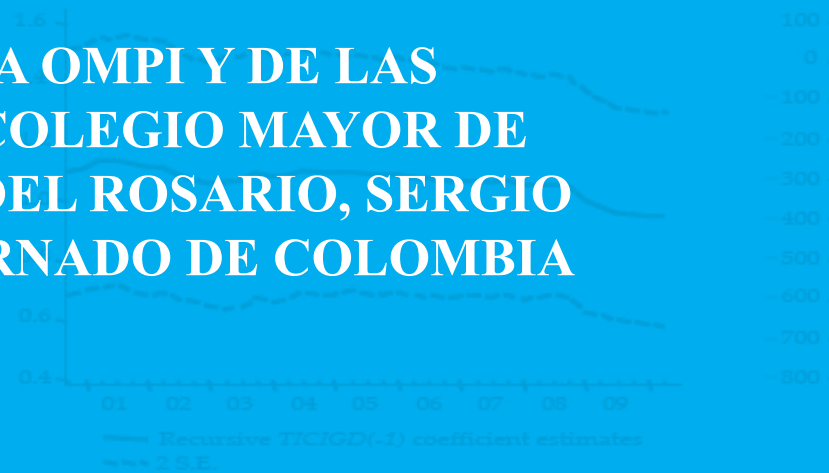 A OMPI Y DE LAS
COLEGIO MAYOR DE
DEL ROSARIO, SERGIO
RNADO DE COLOMBIA
1.6
0.6
0.4
100
0
-100
-200
-300
-400
-500
-600
-700
-800
01 02 03 04 05 06 07 08 09
Recursive TICIGD(-1) coefficient estimates
2 S.E.